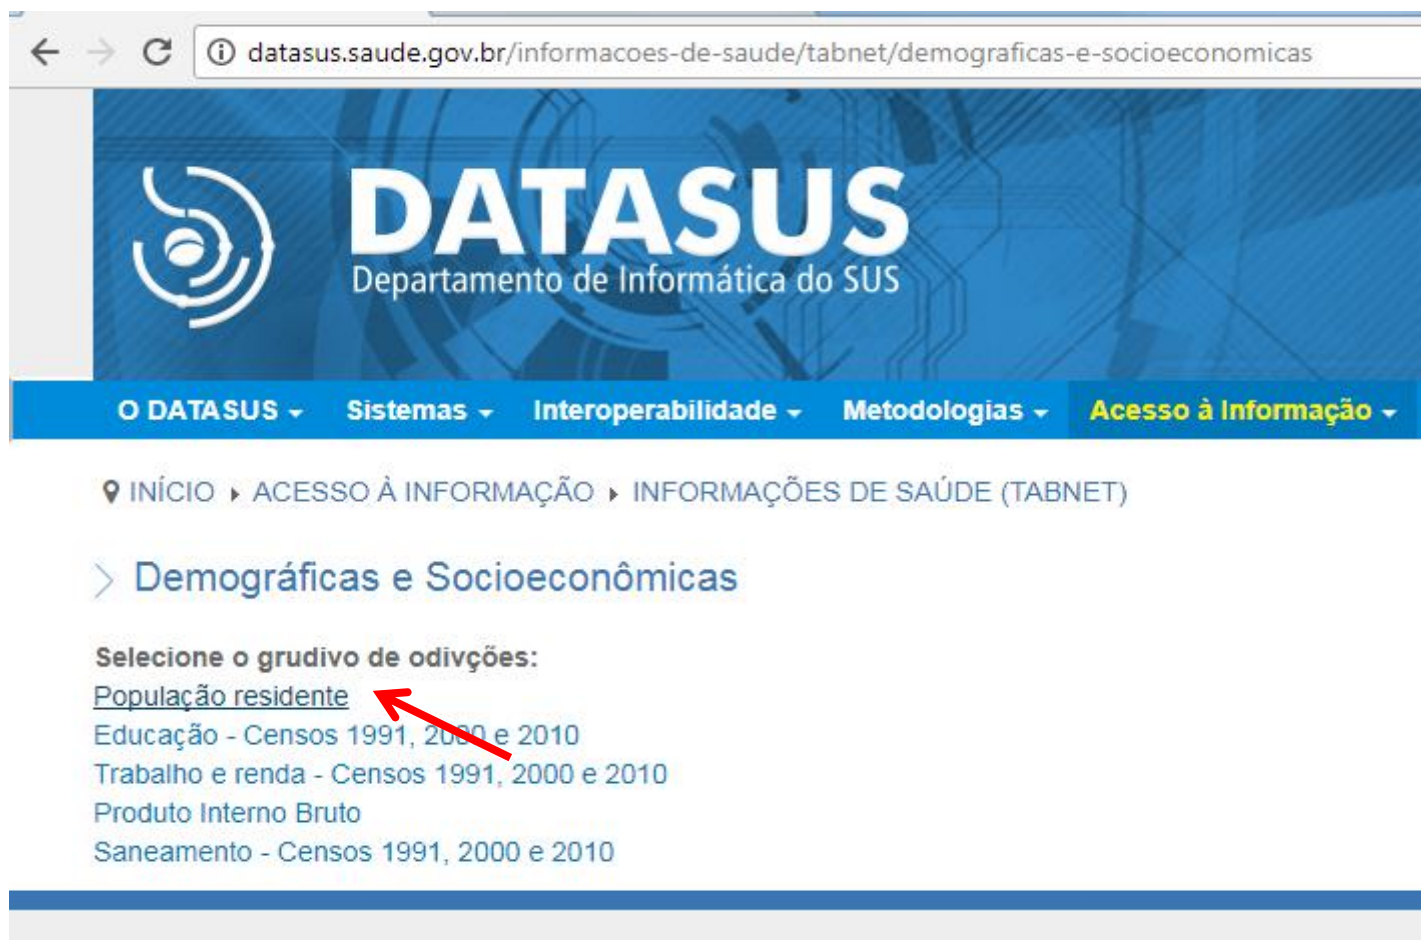 datasus.saude.gov.br/informacoes-de-saude/tabnet/demograficas-e-socioeconomicas
DATASUS
Departamento de Informática do SUS
O DATASUS Sistemas Interoperabilidade Metodologias Acesso à Informação
INÍCIO ACESSO À INFORMAÇÃO INFORMAÇÕES DE SAÚDE (TABNET)
Demográficas e Socioeconômicas
Selecione o grudivo de odivções:
População residente
Educação - Censos 1991, 2000 e 2010
Trabalho e renda - Censos 1991, 2000 e 2010
Produto Interno Bruto
Saneamento - Censos 1991, 2000 e 2010